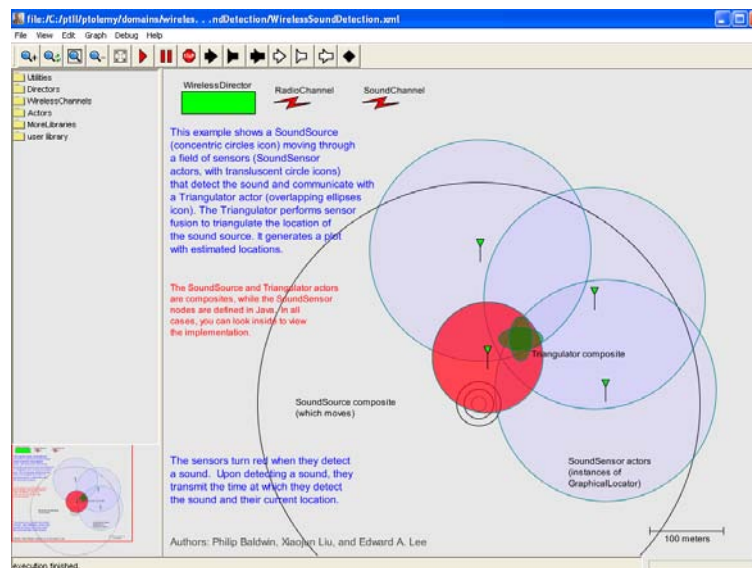 file:/C:/ptII/ptolemy/domains/wireles. . .ndDetection/WirelessSoundDetection.xml
File View Edit Graph Debug Help
Utilities
Directors
WirelessChannels
Actors
MoreLibraries
user library
WirelessDirector
RadioChannel
SoundChannel
This example shows a SoundSource
(concentric circles icon) moving through
a field of sensors (SoundSensor
actors, with transluscent circle icons)
that detect the sound and communicate with
a Triangulator actor (overlapping ellipses
icon). The Triangulator performs sensor
fusion to triangulate the location of
the sound source. It generates a plot
with estimated locations.
The SoundSource and Triangulator actors
are composites, while the SoundSensor
nodes are defined in Java. In all
cases, you can look inside to view
the implementation.
Triangulator composite
SoundSource composite
(which moves)
The sensors turn red when they detect
a sound. Upon detecting a sound, they
transmit the time at which they detect
the sound and their current location.
SoundSensor actors
(instances of
GraphicalLocator)
100 meters
Authors: Philip Baldwin, Xiaojun Liu, and Edward A. Lee
execution finished.